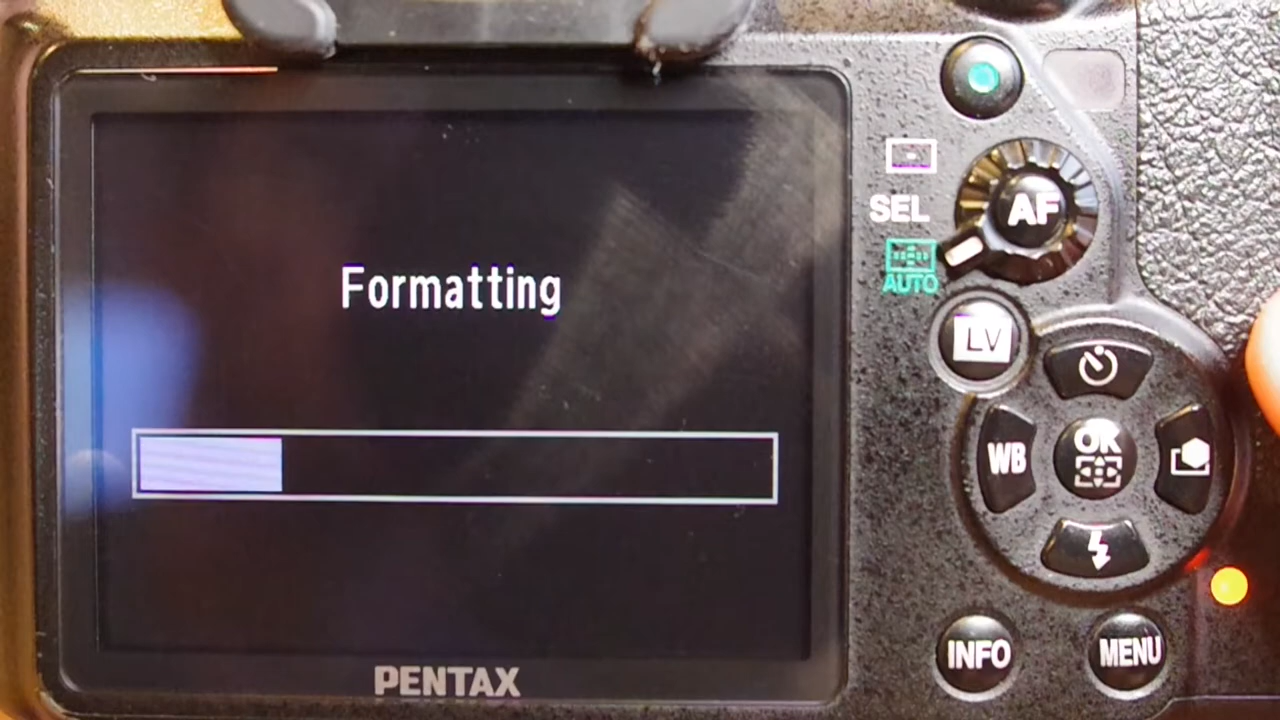 Formatting
PENTAX
SEL
AUTO
AF
LV
WB
OK
INFO
MENU